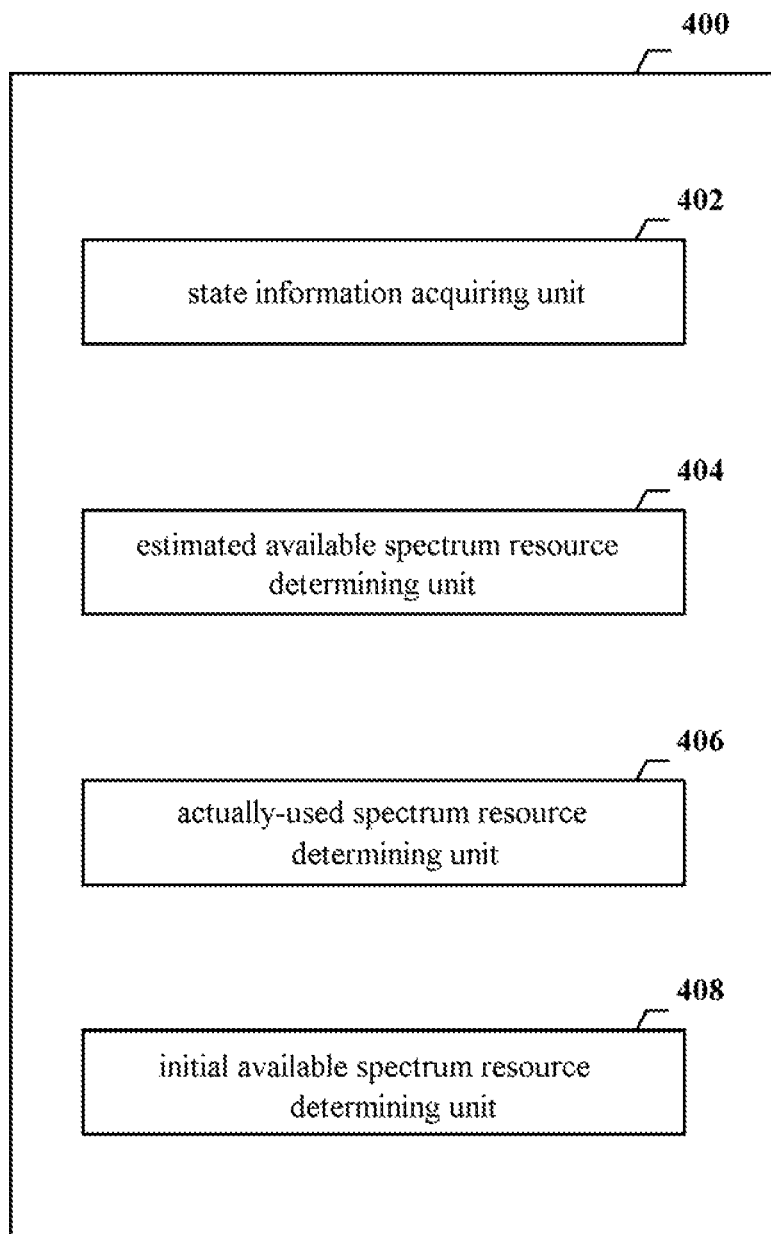 400
402
state information acquiring unit
404
estimated available spectrum resource
determining unit
406
actually-used spectrum resource
determining unit
408
initial available spectrum resource
determining unit